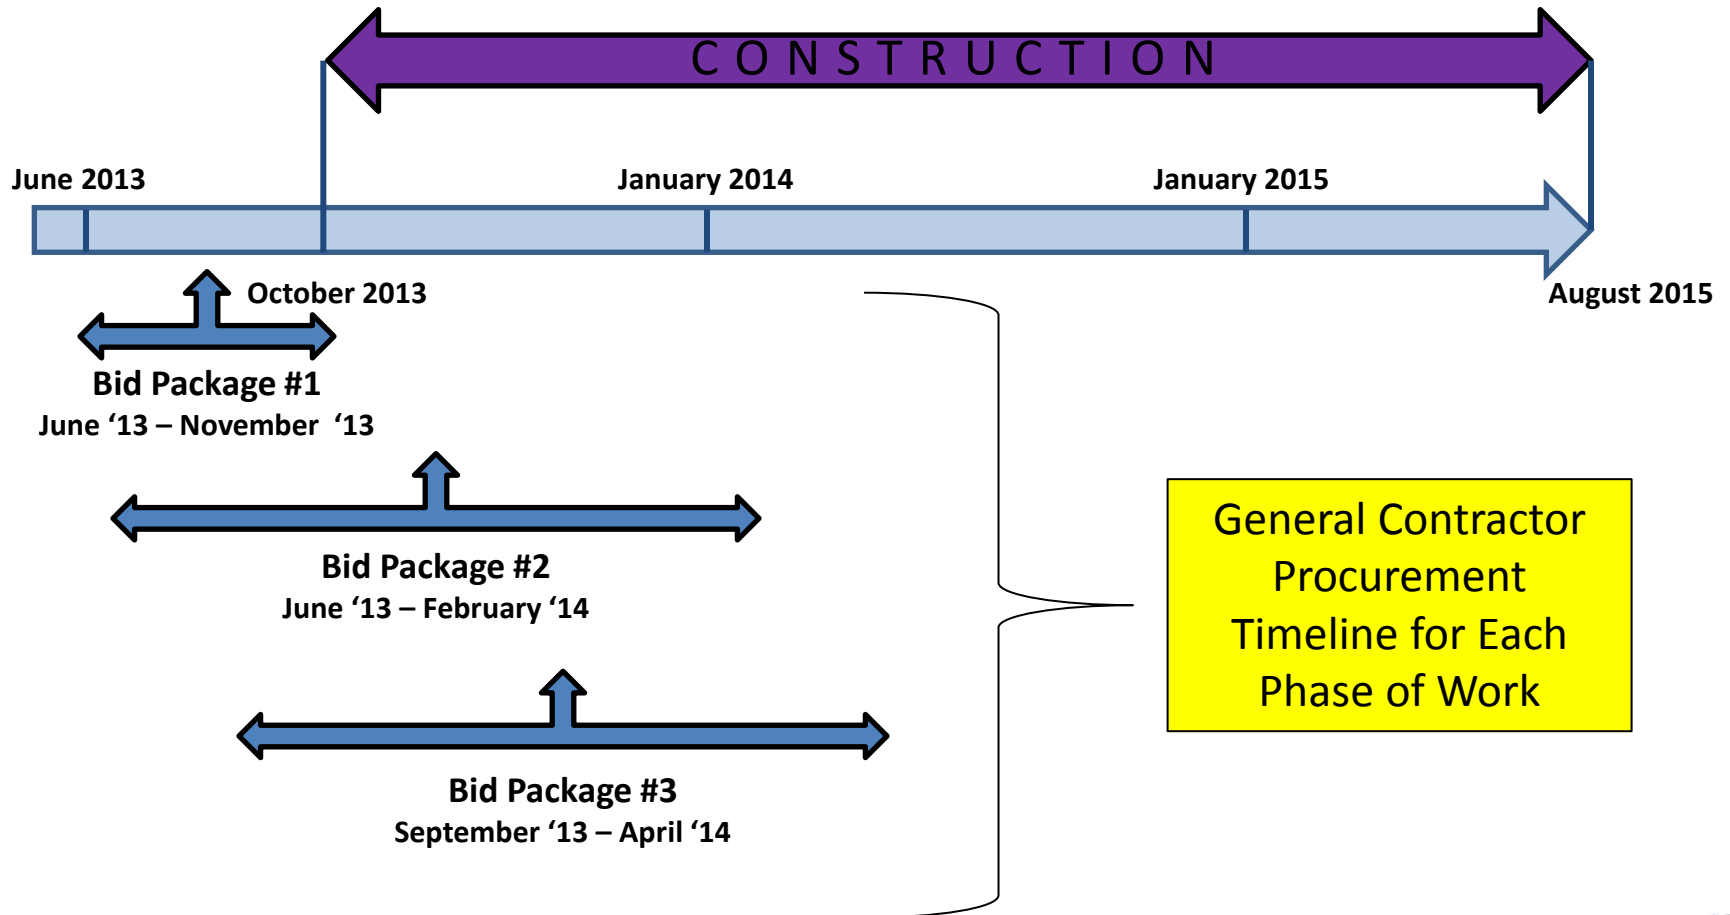 C O N S T R U C T I O N
June 2013
January 2014
January 2015
October 2013
August 2015
Bid Package #1
June ‘13 – November ‘13
Bid Package #2
June ‘13 – February ‘14
General Contractor
Procurement
Timeline for Each
Phase of Work
Bid Package #3
September ‘13 – April ‘14